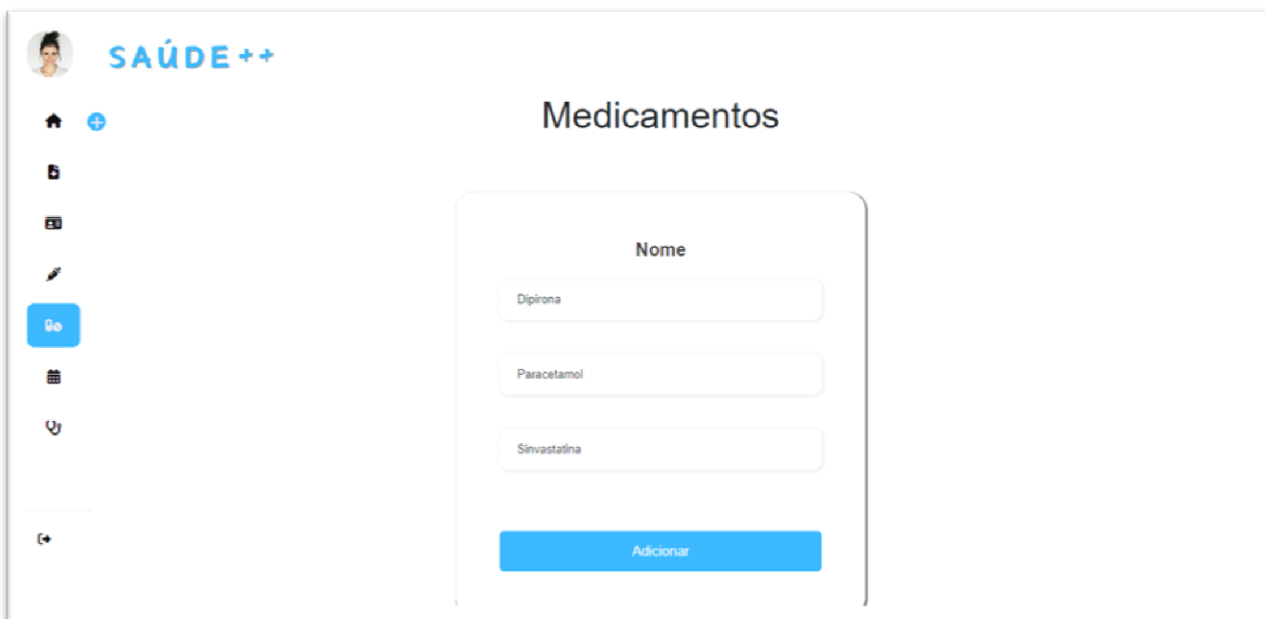 SAÚDE++
Medicamentos
Nome
Dipirona
Paracetamol
Sinvastatina
Adicionar